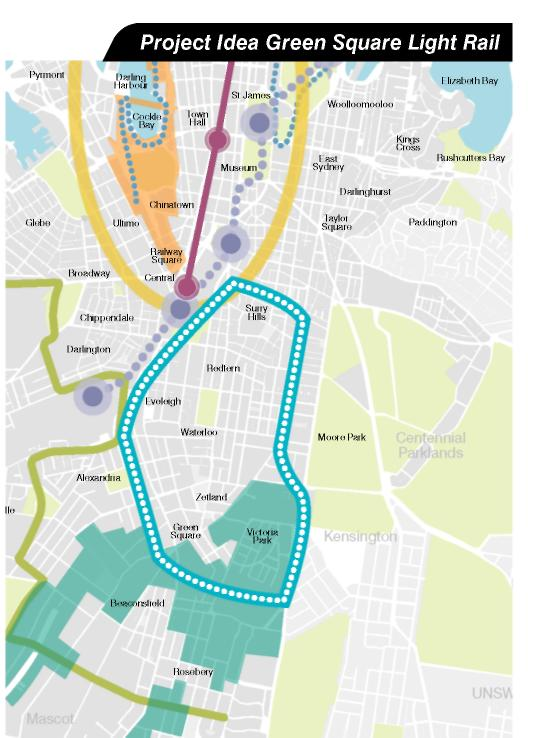 Project Idea Green Square Light Rail
Pyrmont
Darling
Harbour
Elizabeth Bay
St James
Woolloomooloo
Cockle
Bay
Town
Hall
Kings
Cross
Rushcutters Bay
East
Sydney
Museum
Darlinghurst
Chinatown
Glebe
Ultimo
Taylor
Square
Paddington
Railway
Square
Broadway
Central
Chippendale
Surry
Hills
Darlington
Redfern
Eveleigh
Waterloo
Moore Park
Centennial
Parklands
Alexandria
Zetland
lle
Green
Square
Victoria
Park
Kensington
Beaconsfield
Rosebery
UNSW
Mascot